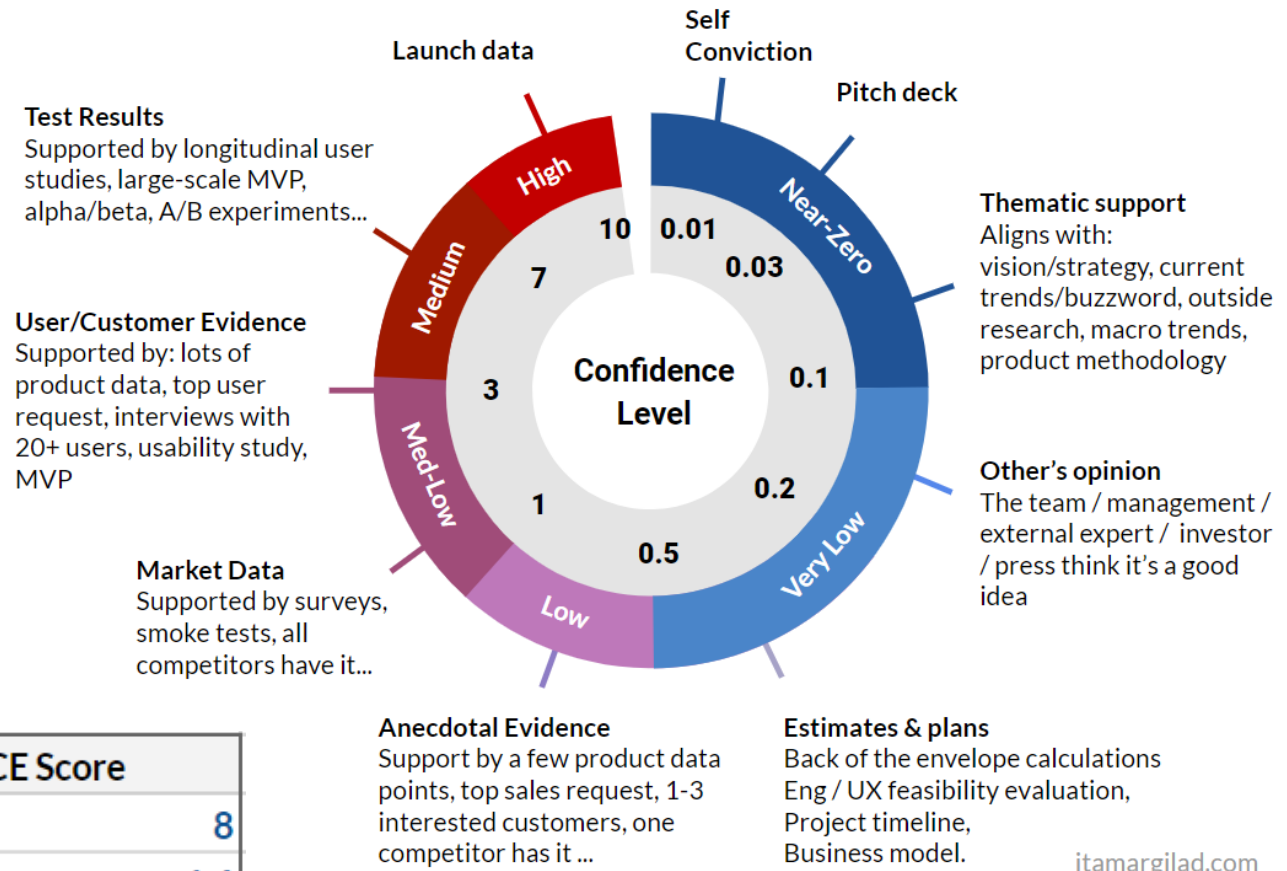 Self
Conviction
Launch data
Pitch deck
Test Results
Supported by longitudinal user
studies, large-scale MVP,
alpha/beta, A/B experiments...
High
Near-Zero
10
0.01
0.03
7
Medium
Thematic support
Aligns with:
vision/strategy, current
trends/buzzword, outside
research, macro trends,
product methodology
User/Customer Evidence
Supported by: lots of
product data, top user
request, interviews with
20+ users, usability study,
MVP
3
Confidence
Level
0.1
Med-Low
1
0.2
0.5
Very Low
Low
Other's opinion
The team / management /
external expert / investor
/ press think it's a good
idea
Market Data
Supported by surveys,
smoke tests, all
competitors have it...
Anecdotal Evidence
Support by a few product data
points, top sales request, 1-3
interested customers, one
competitor has it ...
Estimates & plans
Back of the envelope calculations
Eng / UX feasibility evaluation,
Project timeline,
Business model.
CE Score
8
itamargilad.com